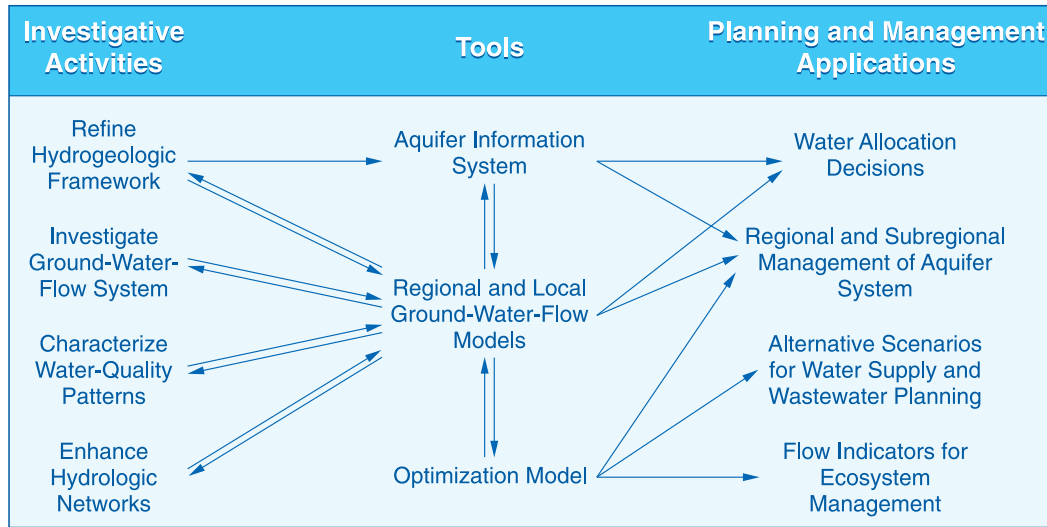 Investigative
Activities
Tools
Planning and Management
Applications
Refine
Hydrogeologic
Framework
Investigate
Ground-Water-
Flow System
Characterize
Water-Quality
Patterns
Enhance
Hydrologic
Networks
Aquifer Information
System
Regional and Local
Ground-Water-Flow
Models
Optimization Model
Water Allocation
Decisions
Regional and Subregional
Management of Aquifer
System
Alternative Scenarios
for Water Supply and
Wastewater Planning
Flow Indicators for
Ecosystem
Management